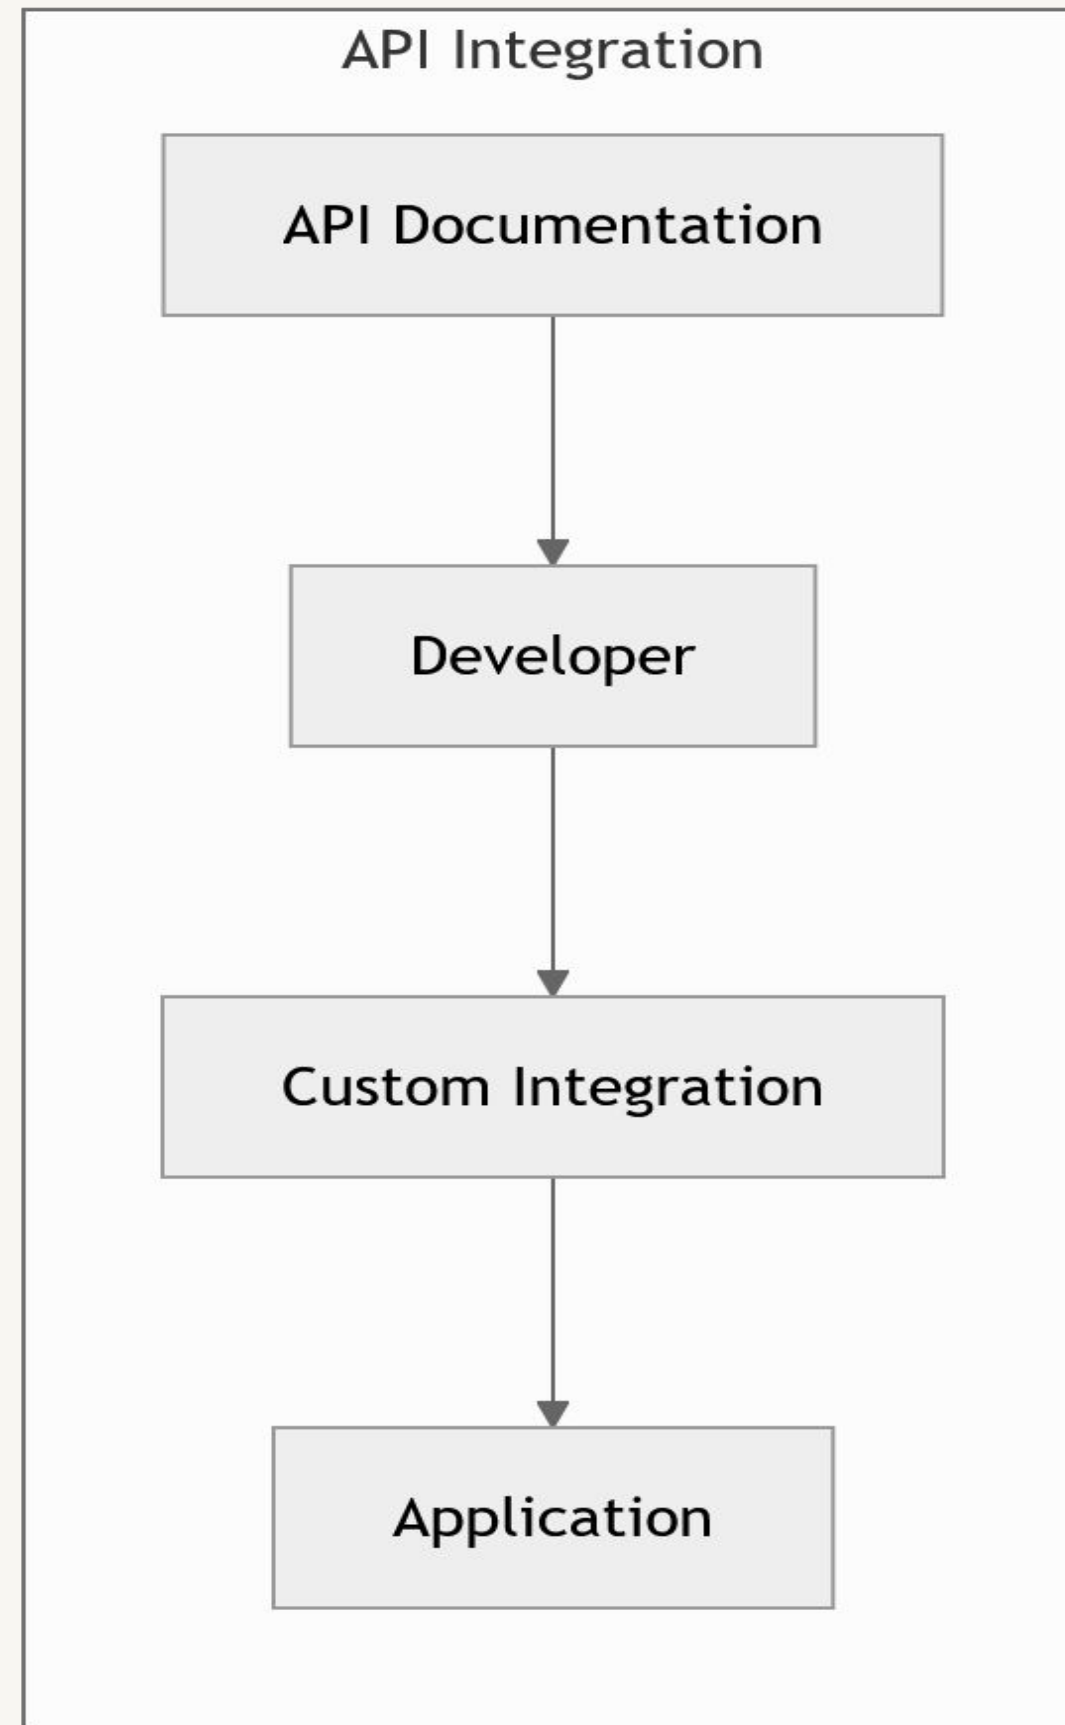 API Integration
API Documentation
Developer
Custom Integration
Application